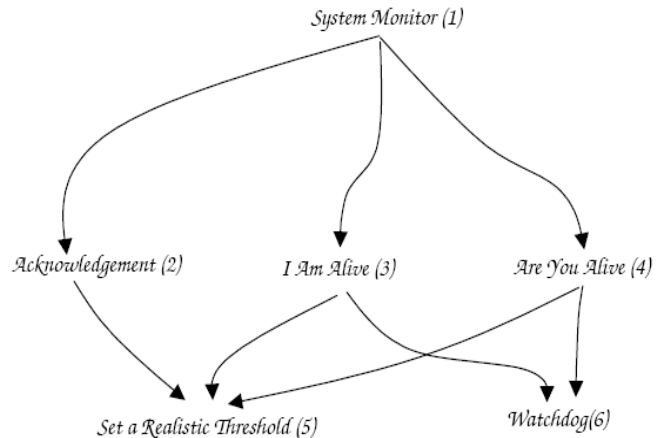 System Monitor (1)
Acknowledgement (2)
I Am Alive (3)
Are You Alive (4)
Set a Realistic Threshold (5)
Watchdog(6)